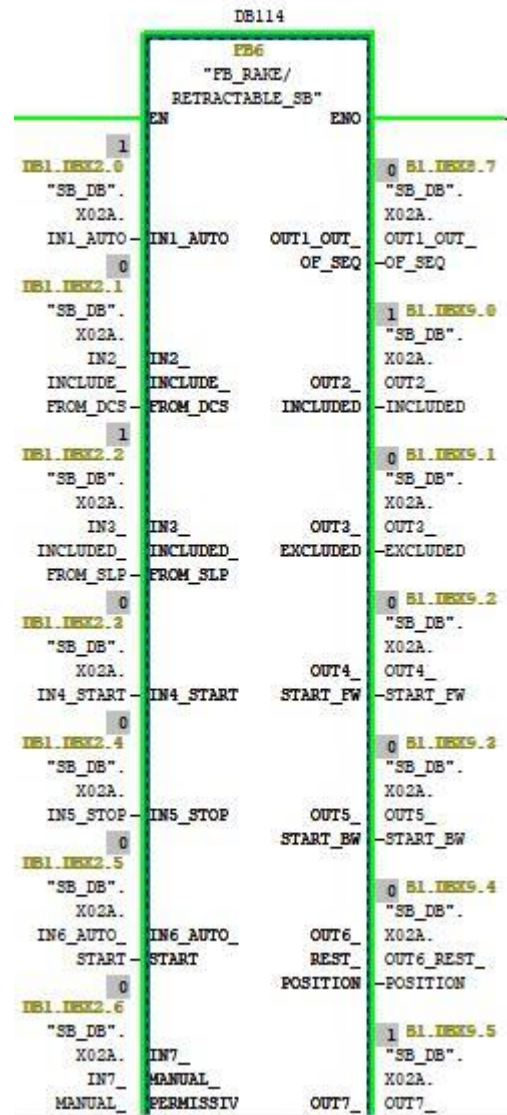 DB114
FB6
"FB_RAKE/
RETRACTABLE_SB"
EN ENO
1
DB1.DBX2.0
"SB_DB".
X02A.
IN1_AUTO
IN1_AUTO
0
DB1.DBX2.1
"SB_DB".
X02A.
IN2_
INCLUDE_
FROM_DCS
IN2_
INCLUDE_
FROM_DCS
1
DB1.DBX2.2
"SB_DB".
X02A.
IN3_
INCLUDED_
FROM_SLP
IN3_
INCLUDED_
FROM_SLP
0
DB1.DBX2.3
"SB_DB".
X02A.
IN4_START
IN4_START
0
DB1.DBX2.4
"SB_DB".
X02A.
IN5_STOP
IN5_STOP
0
DB1.DBX2.5
"SB_DB".
X02A.
IN6_AUTO_
START
IN6_AUTO_
START
0
DB1.DBX2.6
"SB_DB".
X02A.
IN7_
MANUAL_
IN7_
MANUAL_
PERMISSIV
OUT1_OUT_
OF_SEQ
0 B1.DBX8.7
"SB_DB".
X02A.
OUT1_OUT_
OF_SEQ
OUT2_
INCLUDED
1 B1.DBX9.0
"SB_DB".
X02A.
OUT2_
INCLUDED
OUT3_
EXCLUDED
0 B1.DBX9.1
"SB_DB".
X02A.
OUT3_
EXCLUDED
OUT4_
START_FW
0 B1.DBX9.2
"SB_DB".
X02A.
OUT4_
START_FW
OUT5_
START_BW
0 B1.DBX9.3
"SB_DB".
X02A.
OUT5_
START_BW
OUT6_
REST_
POSITION
0 B1.DBX9.4
"SB_DB".
X02A.
OUT6_REST_
POSITION
OUT7_
1 B1.DBX9.5
"SB_DB".
X02A.
OUT7_